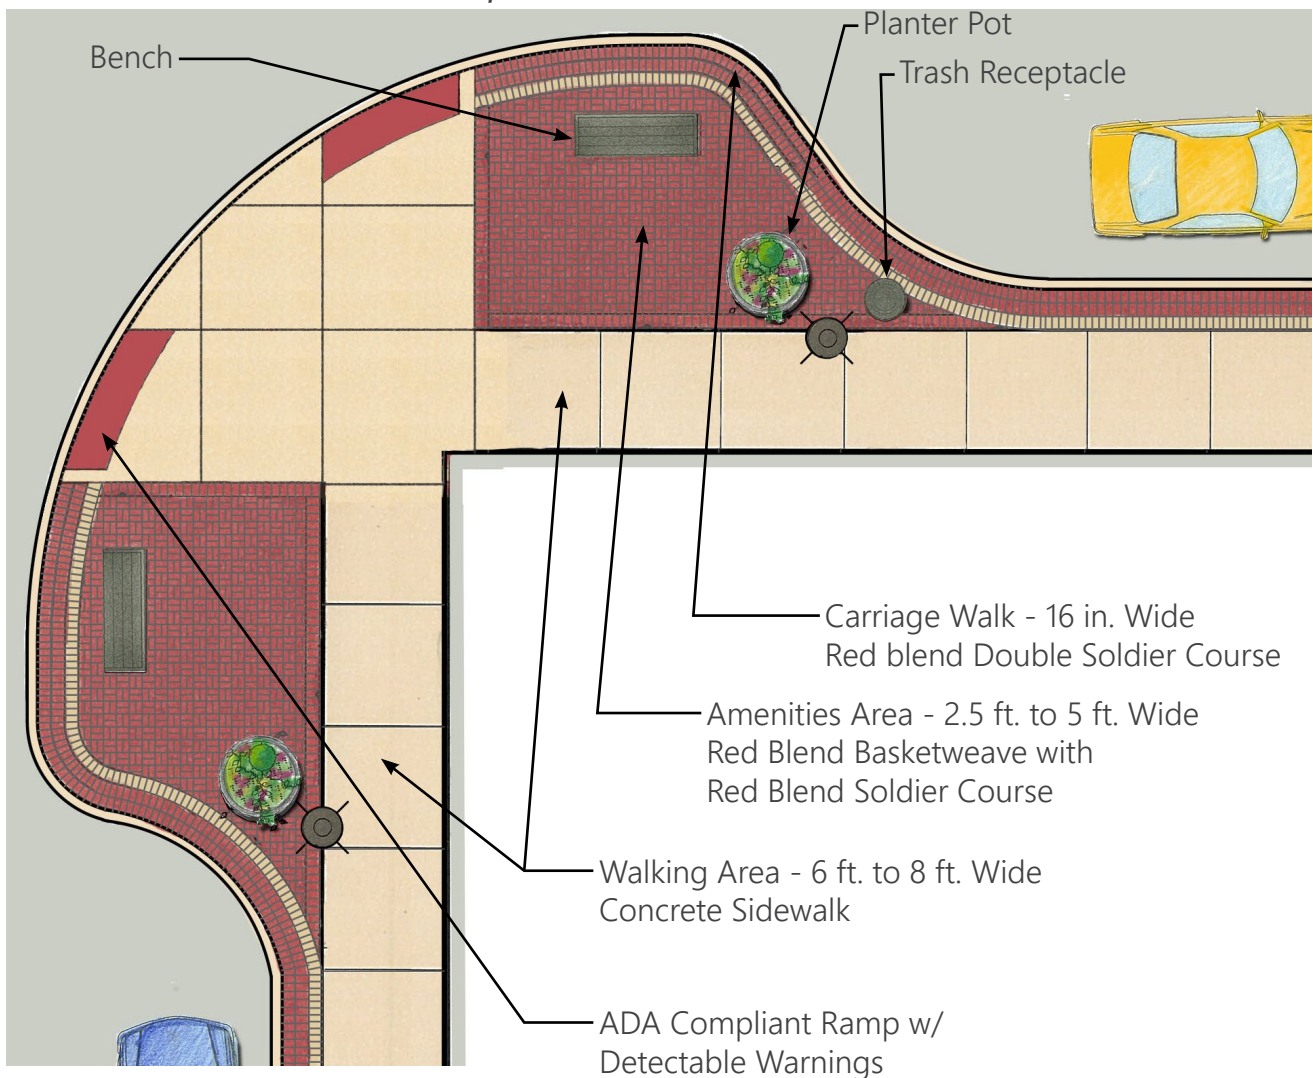 Planter Pot
Bench
Trash Receptacle
Carriage Walk - 16 in. Wide
Red blend Double Soldier Course
Amenities Area - 2.5 ft. to 5 ft. Wide
Red Blend Basketweave with
Red Blend Soldier Course
Walking Area - 6 ft. to 8 ft. Wide
Concrete Sidewalk
ADA Compliant Ramp w/
Detectable Warnings